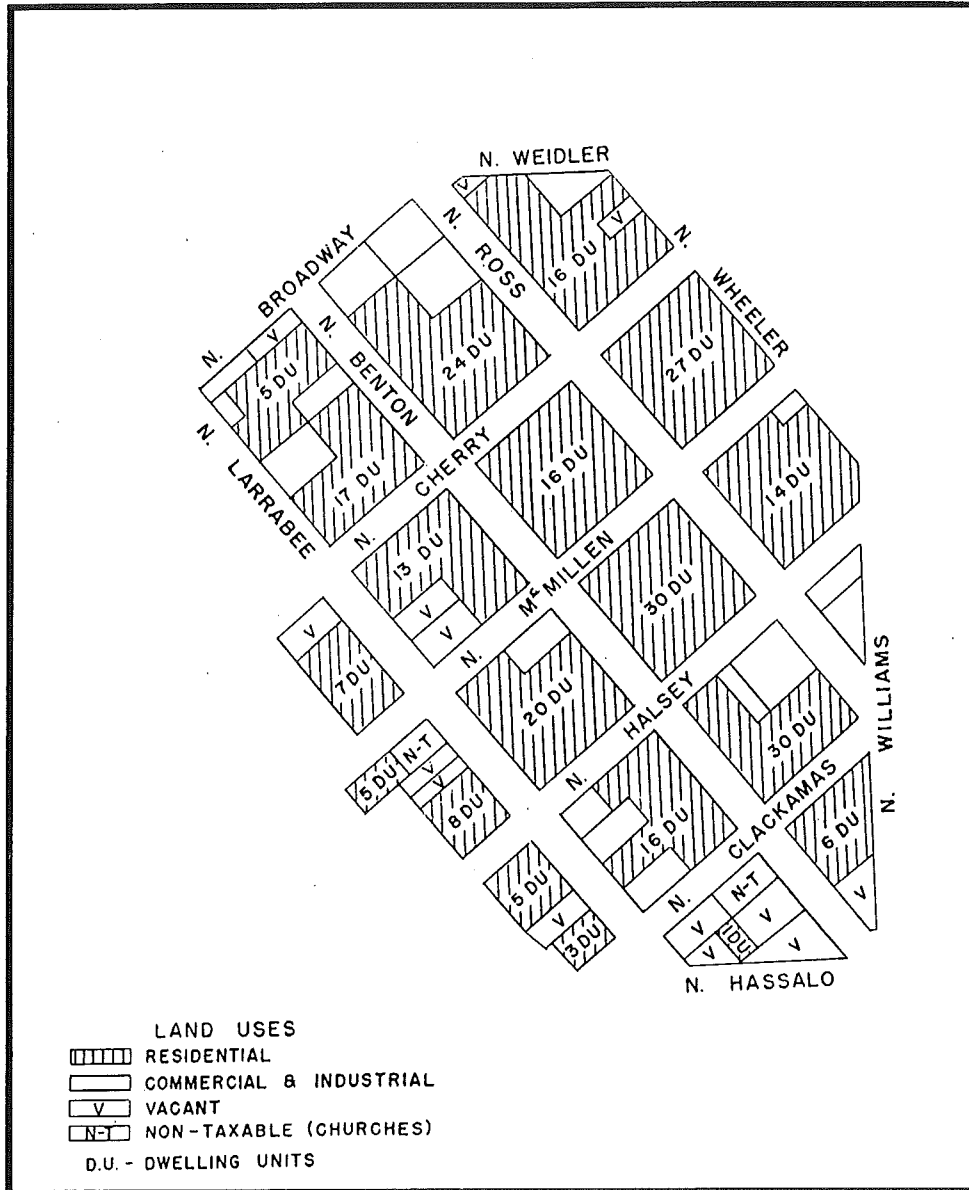 N. WEIDLER
V
N. ROSS
V
16 DU
N. WHEELER
N. BROADWAY
N. BENTON
V
5 DU
24 DU
27 DU
N. LARRABEE
17 DU
N. CHERRY
16 DU
14 DU
13 DU
V
V
N. McMILLEN
30 DU
V
7 DU
20 DU
N. HALSEY
30 DU
N. WILLIAMS
N-T
5 DU
V
V
8 DU
16 DU
N. CLACKAMAS
6 DU
V
5 DU
V
3 DU
N-T
V
V
1 DU
V
V
N. HASSALO
LAND USES
RESIDENTIAL
COMMERCIAL & INDUSTRIAL
V VACANT
N-T NON-TAXABLE (CHURCHES)
D.U. - DWELLING UNITS